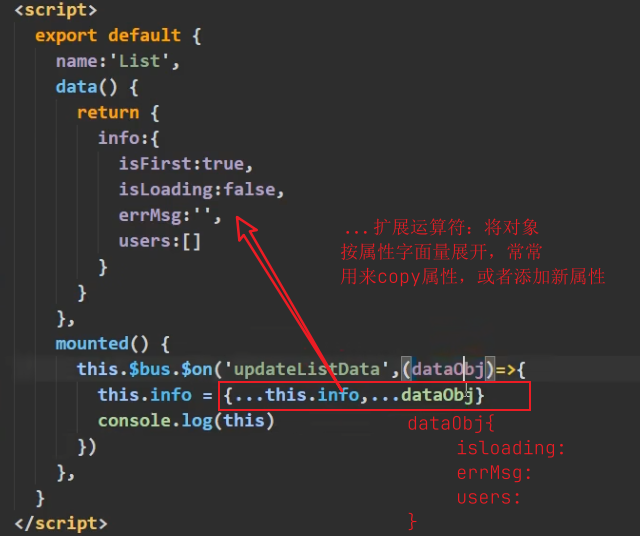 <script>
export default {
name:'List',
data() {
return {
info:{
isFirst:true,
isLoading:false,
errMsg:'',
users:[]
}
}
},
...扩展运算符：将对象
按属性字面量展开，常常
用来copy属性，或者添加新属性
mounted() {
this.$bus.$on('updateListData',(dataObj)=>{
this.info = {...this.info,...dataObj}
console.log(this)
})
},
}
</script>
dataObj{
isloading:
errMsg:
users:
}